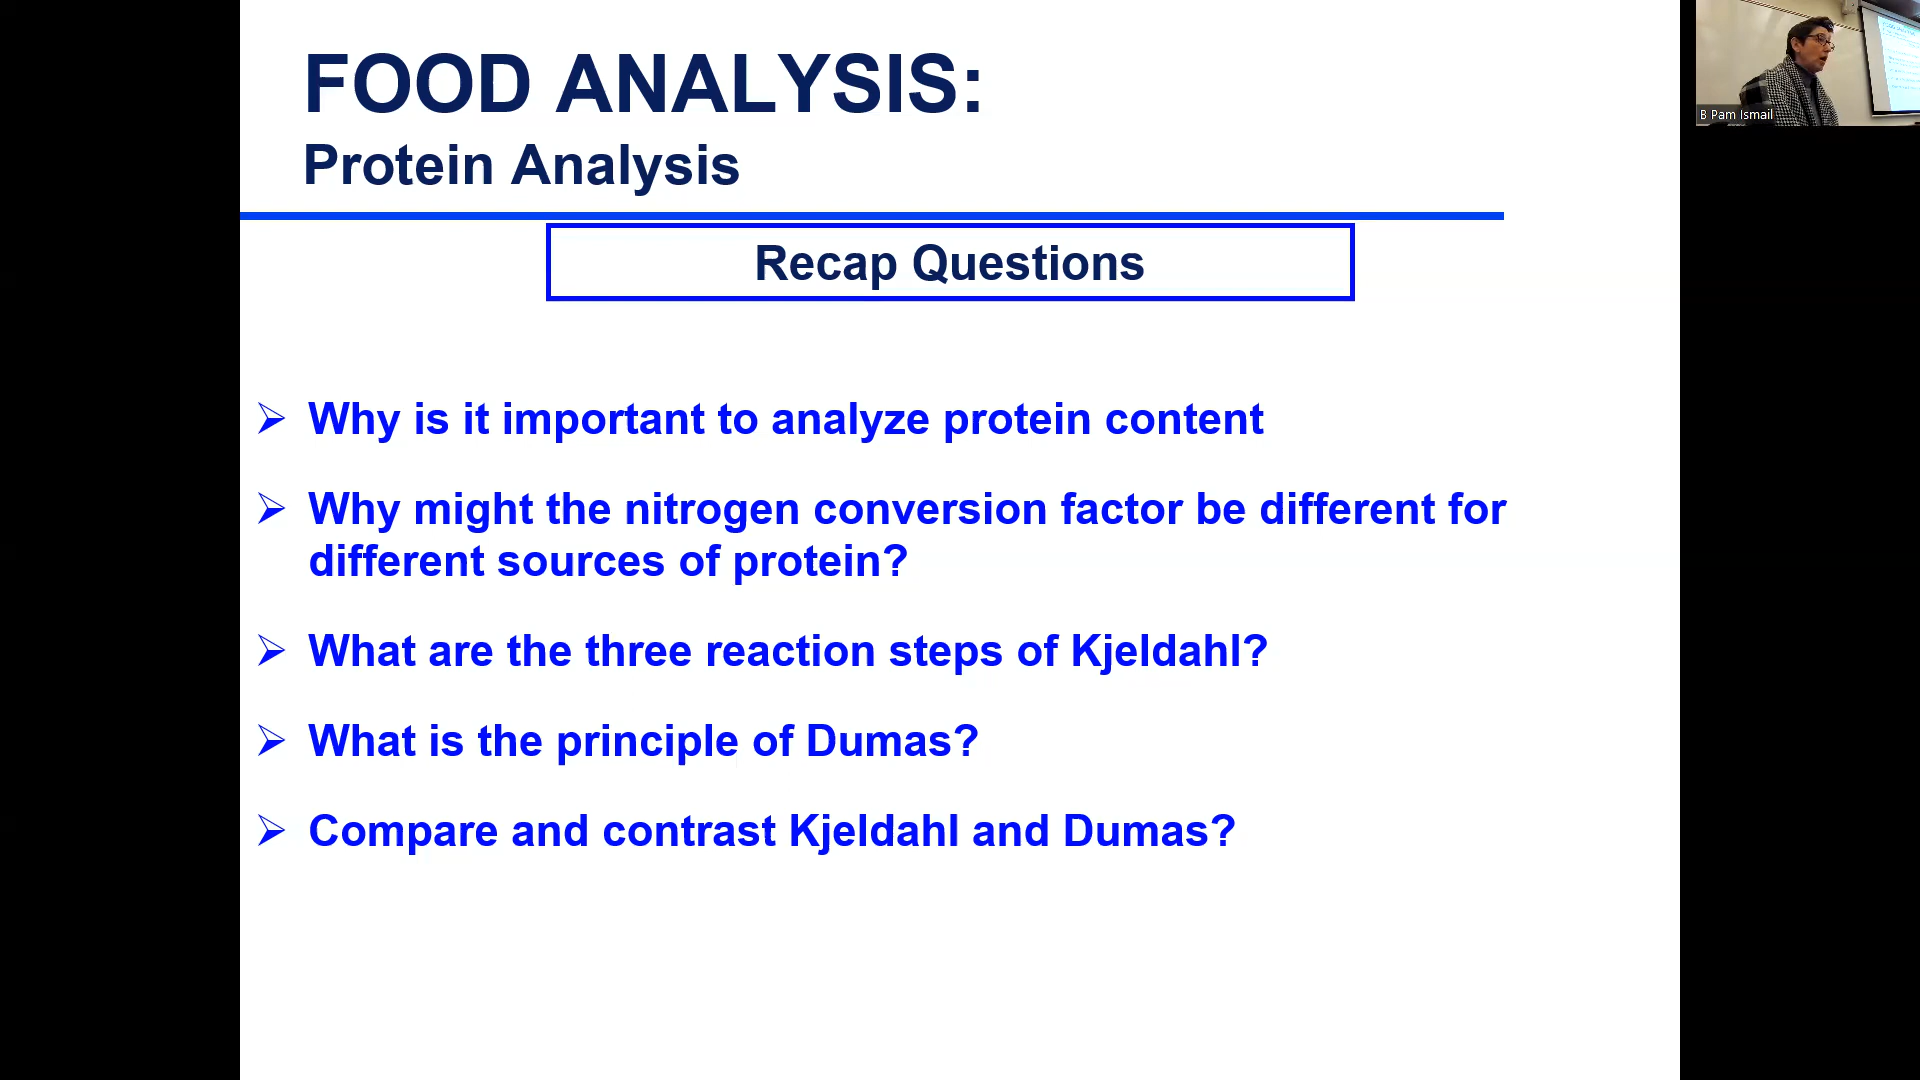 FOOD ANALYSIS:
Protein Analysis
Recap Questions
Why is it important to analyze protein content
Why might the nitrogen conversion factor be different for
different sources of protein?
What are the three reaction steps of Kjeldahl?
What is the principle of Dumas?
Compare and contrast Kjeldahl and Dumas?
B Pam Ismail